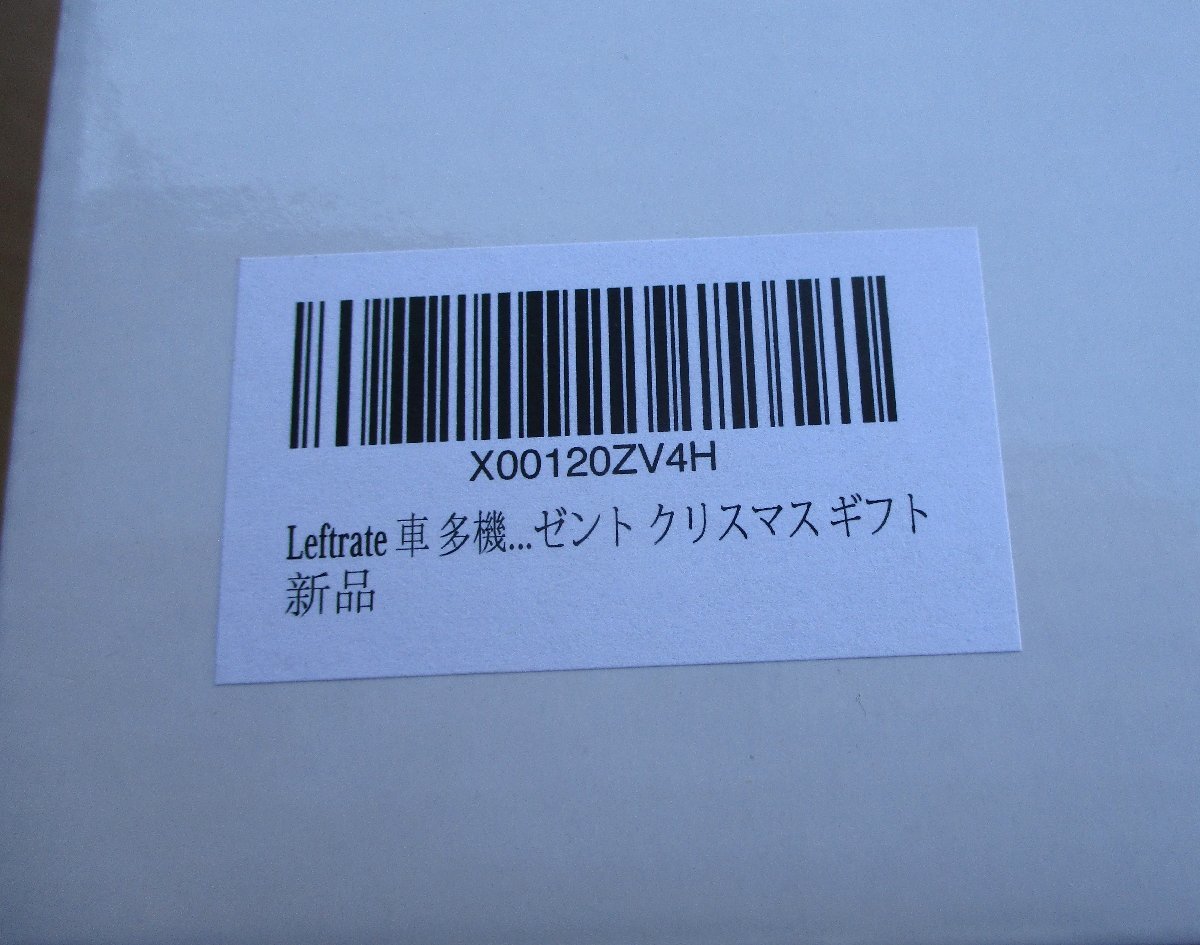 X00120ZV4H
Leftrate 車 多機...ゼント クリスマス ギフト
新品